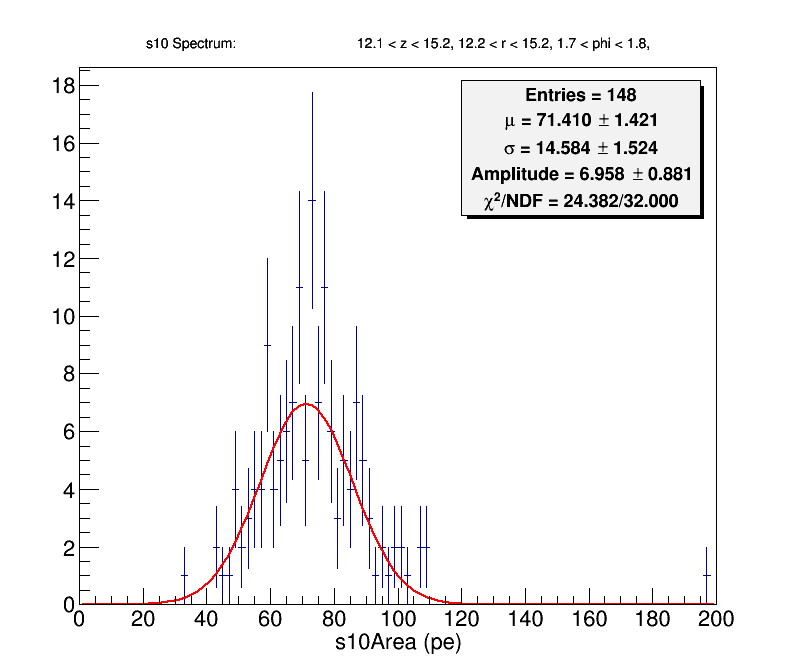 s10 Spectrum: 12.1 < z < 15.2, 12.2 < r < 15.2, 1.7 < phi < 1.8,
Entries = 148
μ = 71.410 ± 1.421
σ = 14.584 ± 1.524
Amplitude = 6.958 ± 0.881
χ²/NDF = 24.382/32.000
18
16
14
12
10
8
6
4
2
0
0 20 40 60 80 100 120 140 160 180 200
s10Area (pe)